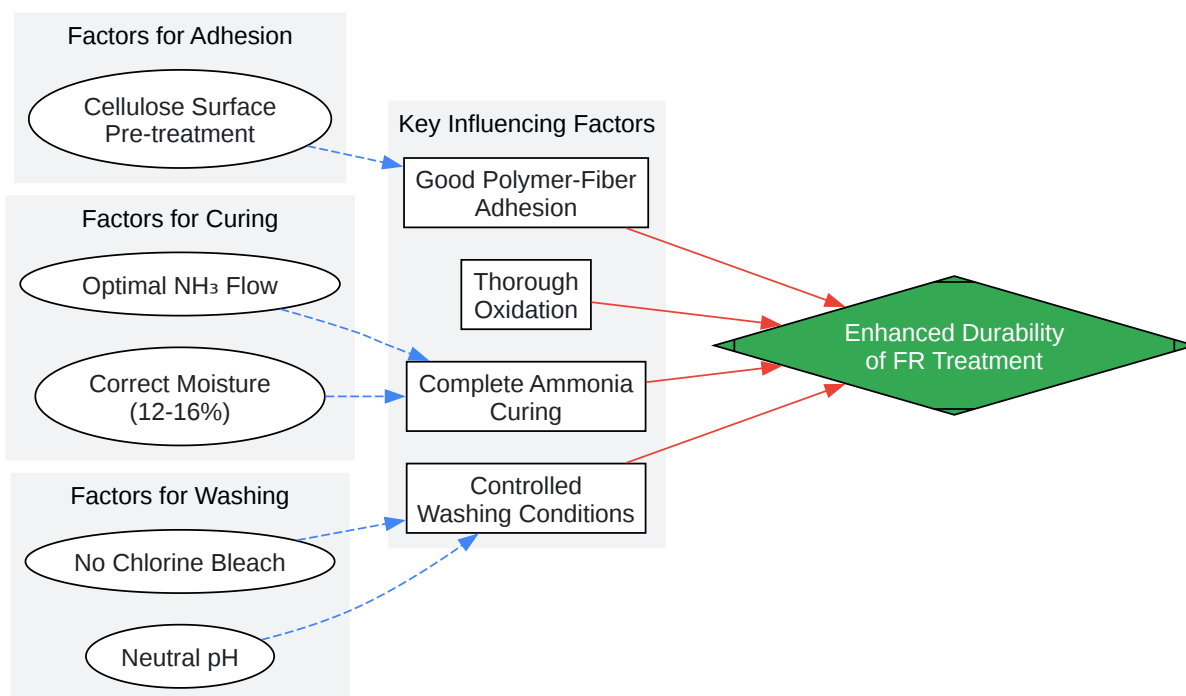 Factors for Adhesion
Cellulose Surface
Pre-treatment
Factors for Curing
Optimal NH₃ Flow
Correct Moisture
(12-16%)
Factors for Washing
No Chlorine Bleach
Neutral pH
Key Influencing Factors
Good Polymer-Fiber
Adhesion
Thorough
Oxidation
Complete Ammonia
Curing
Controlled
Washing Conditions
Enhanced Durability
of FR Treatment